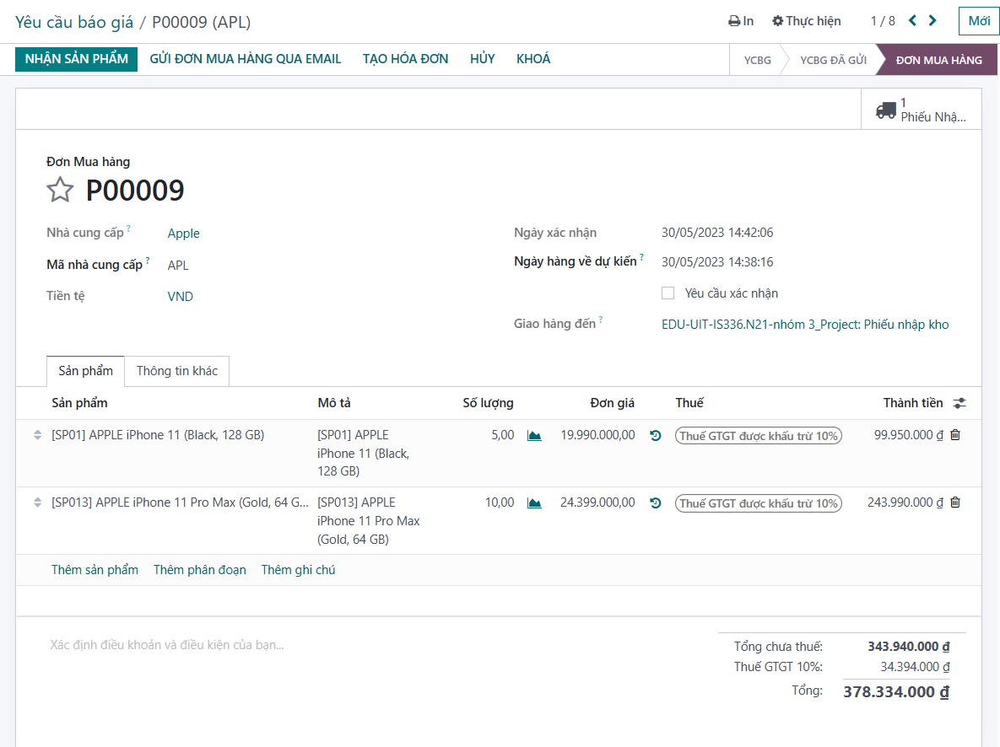 Yêu cầu báo giá / P00009 (APL)
In
Thực hiện
1 / 8
Mới
NHẬN SẢN PHẨM
GỬI ĐƠN MUA HÀNG QUA EMAIL
TẠO HÓA ĐƠN
HỦY
KHOÁ
YCBG
YCBG ĐÃ GỬI
ĐƠN MUA HÀNG
1
Phiếu Nhậ...
Đơn Mua hàng
P00009
Nhà cung cấp ?
Apple
Mã nhà cung cấp ?
APL
Tiền tệ
VND
Ngày xác nhận
30/05/2023 14:42:06
Ngày hàng về dự kiến ?
30/05/2023 14:38:16
Yêu cầu xác nhận
Giao hàng đến ?
EDU-UIT-IS336.N21-nhóm 3_Project: Phiếu nhập kho
Sản phẩm
Thông tin khác
Sản phẩm Mô tả Số lượng Đơn giá Thuế Thành tiền
[SP01] APPLE iPhone 11 (Black, 128 GB)
[SP01] APPLE
iPhone 11 (Black,
128 GB)
5,00
19.990.000,00
Thuế GTGT được khấu trừ 10%
99.950.000 ₫
[SP013] APPLE iPhone 11 Pro Max (Gold, 64 G...
[SP013] APPLE
iPhone 11 Pro Max
(Gold, 64 GB)
10,00
24.399.000,00
Thuế GTGT được khấu trừ 10%
243.990.000 ₫
Thêm sản phẩm
Thêm phân đoạn
Thêm ghi chú
Xác định điều khoản và điều kiện của bạn...
Tổng chưa thuế: 343.940.000 ₫
Thuế GTGT 10%: 34.394.000 ₫
Tổng: 378.334.000 ₫